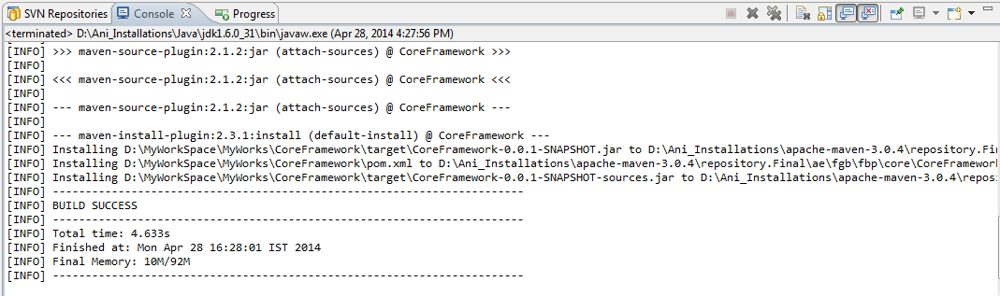 SVN Repositories Console Progress
<terminated> D:\Ani_Installations\Java\jdk1.6.0_31\bin\javaw.exe (Apr 28, 2014 4:27:56 PM)
[INFO] >>> maven-source-plugin:2.1.2:jar (attach-sources) @ CoreFramework >>>
[INFO]
[INFO] <<< maven-source-plugin:2.1.2:jar (attach-sources) @ CoreFramework <<<
[INFO]
[INFO] --- maven-source-plugin:2.1.2:jar (attach-sources) @ CoreFramework ---
[INFO]
[INFO] --- maven-install-plugin:2.3.1:install (default-install) @ CoreFramework ---
[INFO] Installing D:\MyWorkSpace\MyWorks\CoreFramework\target\CoreFramework-0.0.1-SNAPSHOT.jar to D:\Ani_Installations\apache-maven-3.0.4\repository.Fin
[INFO] Installing D:\MyWorkSpace\MyWorks\CoreFramework\pom.xml to D:\Ani_Installations\apache-maven-3.0.4\repository.Final\ae\fgb\fbp\core\CoreFramework
[INFO] Installing D:\MyWorkSpace\MyWorks\CoreFramework\target\CoreFramework-0.0.1-SNAPSHOT-sources.jar to D:\Ani_Installations\apache-maven-3.0.4\repos
[INFO] ------------------------------------------------------------------------
[INFO] BUILD SUCCESS
[INFO] ------------------------------------------------------------------------
[INFO] Total time: 4.633s
[INFO] Finished at: Mon Apr 28 16:28:01 IST 2014
[INFO] Final Memory: 10M/92M
[INFO] ------------------------------------------------------------------------